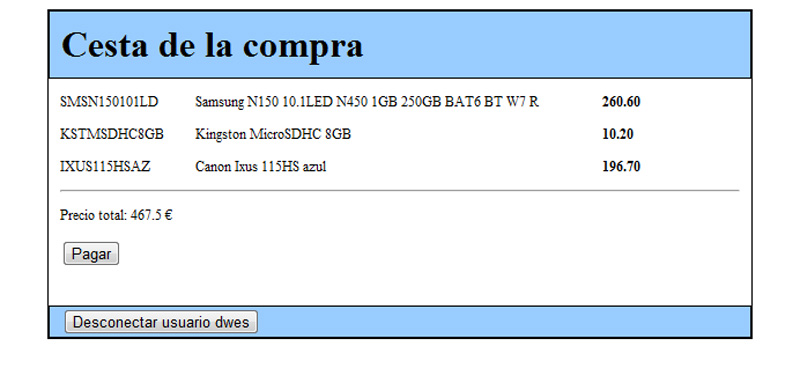 Cesta de la compra
SMSN150101LD Samsung N150 10.1LED N450 1GB 250GB BAT6 BT W7 R 260.60
KSTMSDHC8GB Kingston MicroSDHC 8GB 10.20
IXUS115HSAZ Canon Ixus 115HS azul 196.70
Precio total: 467.5 €
Pagar
Desconectar usuario dwes